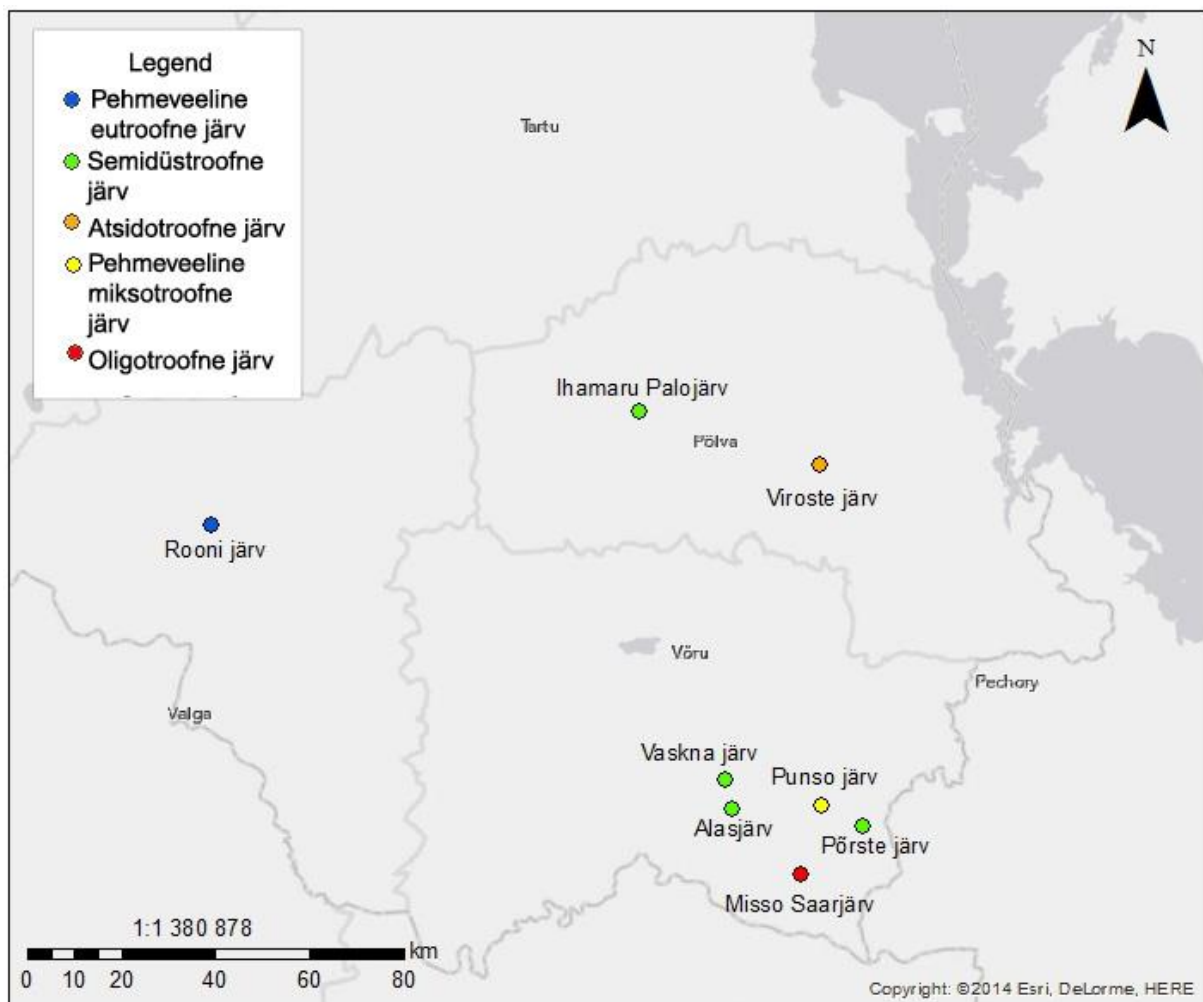 Legend
Pehmeveeline
eutroofne järv
Semidüstroofne
järv
Atsidotroofne järv
Pehmeveeline
miksotroofne
järv
Oligotroofne järv
N
Tartu
Ihamaru Palojärv
Põlva
Viroste järv
Rooni järv
Võru
Pechory
Valga
Vaskna järv
Punso järv
Alasjärv
Põrste järv
Misso Saarjärv
1:1 380 878
km
0 10 20 40 60 80
Copyright: ©2014 Esri, DeLorme, HERE